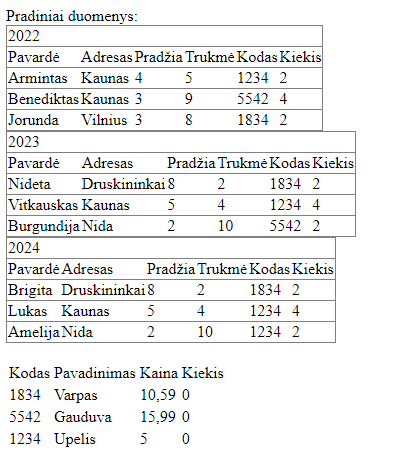 Pradiniai duomenys:
2022
Pavardė Adresas Pradžia Trukmė Kodas Kiekis
Armintas Kaunas 4 5 1234 2
Benediktas Kaunas 3 9 5542 4
Jorunda Vilnius 3 8 1834 2
2023
Pavardė Adresas Pradžia Trukmė Kodas Kiekis
Nideta Druskininkai 8 2 1834 2
Vitkauskas Kaunas 5 4 1234 4
Burgundija Nida 2 10 5542 2
2024
Pavardė Adresas Pradžia Trukmė Kodas Kiekis
Brigita Druskininkai 8 2 1834 2
Lukas Kaunas 5 4 1234 4
Amelija Nida 2 10 1234 2
Kodas Pavadinimas Kaina Kiekis
1834 Varpas 10,59 0
5542 Gauduva 15,99 0
1234 Upelis 5 0